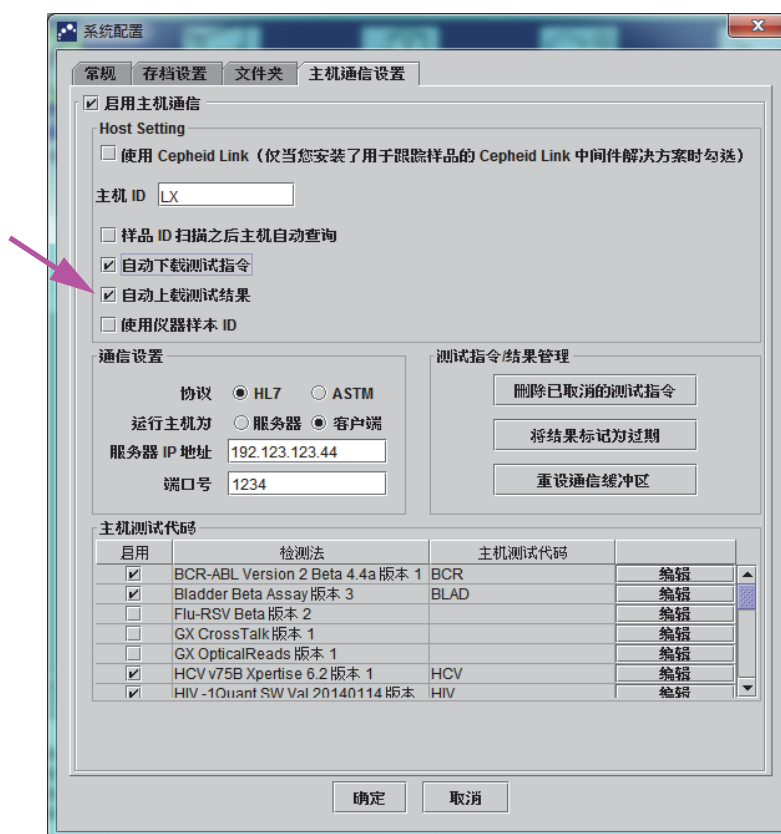 系统配置
常规 存档设置 文件夹 主机通信设置
启用主机通信
Host Setting
使用 Cepheid Link（仅当您安装了用于跟踪样品的 Cepheid Link 中间件解决方案时勾选）
主机 ID LX
样品 ID 扫描之后主机自动查询
自动下载测试指令
自动上载测试结果
使用仪器样本 ID
通信设置
协议 HL7 ASTM
运行主机为 服务器 客户端
服务器 IP 地址 192.123.123.44
端口号 1234
测试指令/结果管理
删除已取消的测试指令
将结果标记为过期
重设通信缓冲区
主机测试代码
启用 检测法 主机测试代码
BCR-ABL Version 2 Beta 4.4a 版本 1 BCR 编辑
Bladder Beta Assay 版本 3 BLAD 编辑
Flu-RSV Beta 版本 2 编辑
GX CrossTalk 版本 1 编辑
GX OpticalReads 版本 1 编辑
HCV v75B Xpertise 6.2 版本 1 HCV 编辑
HIV -1Quant SW Val 20140114 版本 HIV 编辑
确定 取消